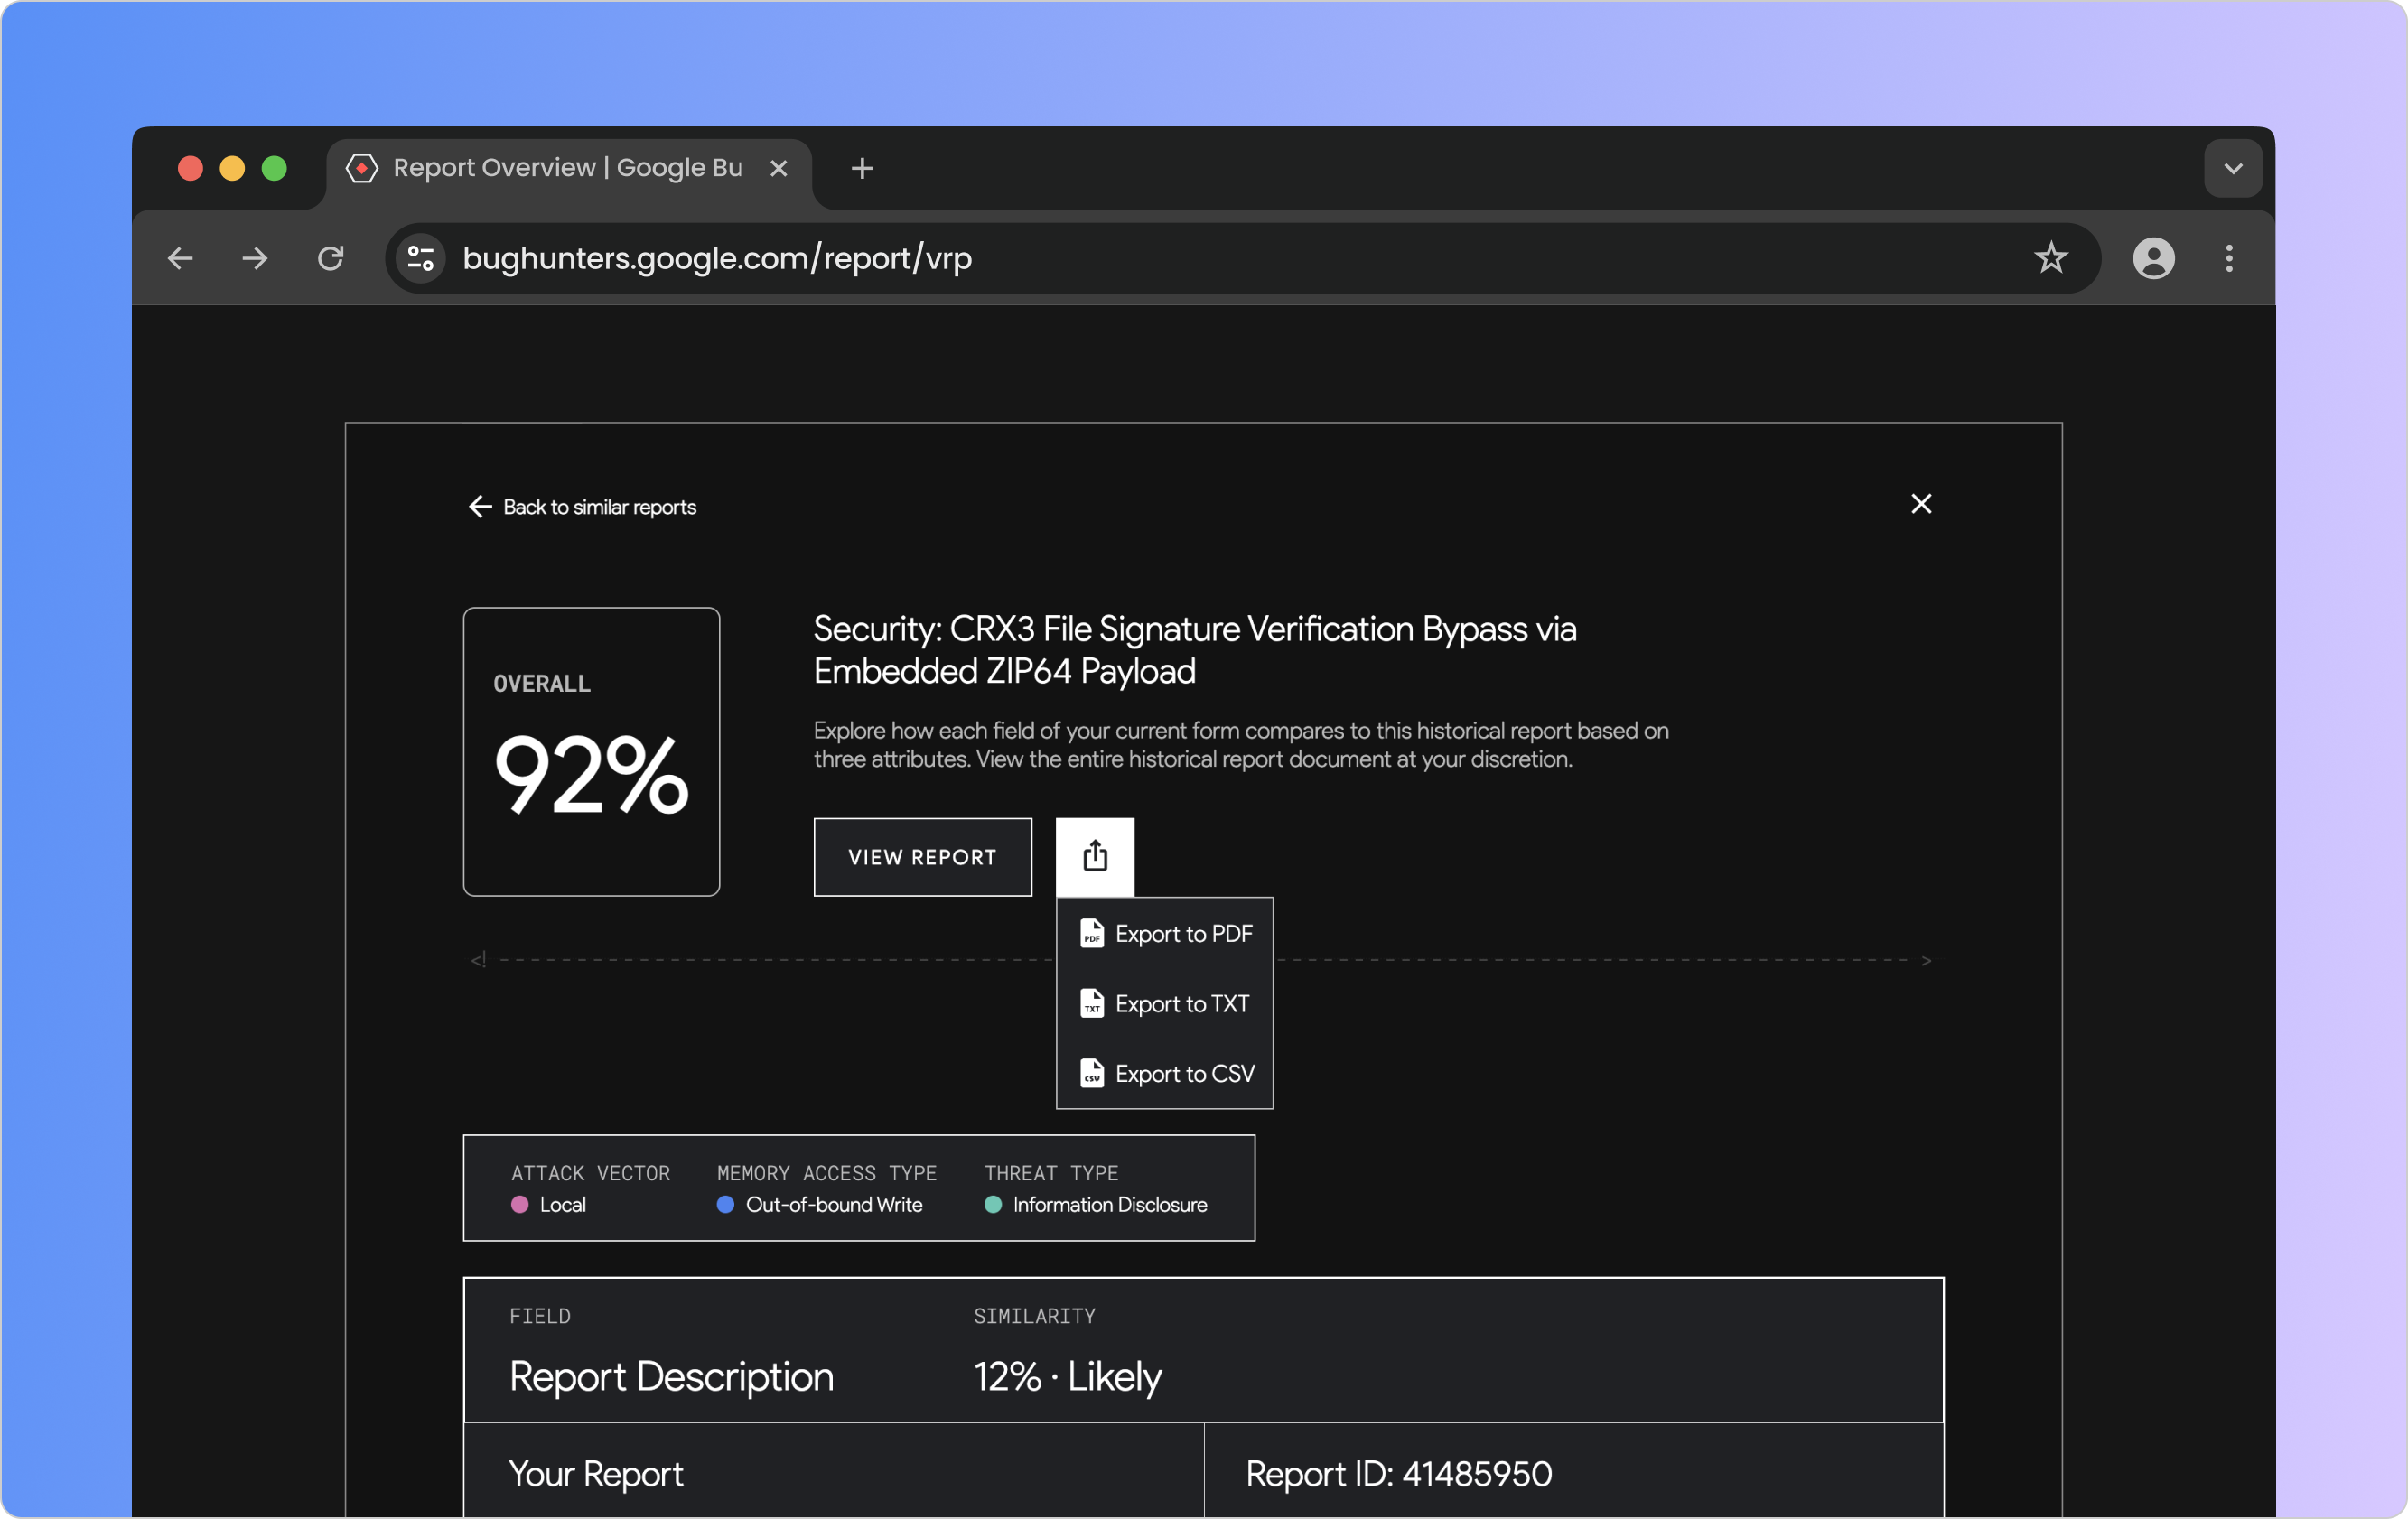 Report Overview | Google Bu
bughunters.google.com/report/vrp
Back to similar reports
OVERALL
92%
Security: CRX3 File Signature Verification Bypass via
Embedded ZIP64 Payload
Explore how each field of your current form compares to this historical report based on
three attributes. View the entire historical report document at your discretion.
VIEW REPORT
PDF Export to PDF
TXT Export to TXT
CSV Export to CSV
<! >
ATTACK VECTOR MEMORY ACCESS TYPE THREAT TYPE
Local Out-of-bound Write Information Disclosure
FIELD SIMILARITY
Report Description 12% · Likely
Your Report Report ID: 41485950